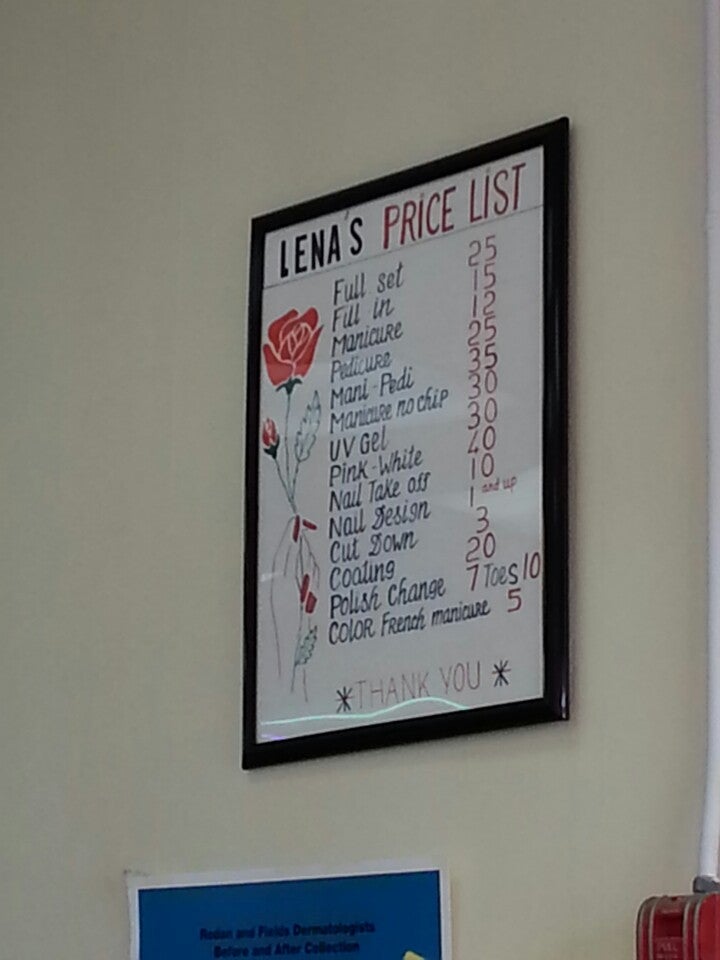 LENA'S PRICE LIST
Full set 25
Fill in 15
Manicure 12
Pedicure 25
Mani-Pedi 35
Manicure no chip 30
UV Gel 30
Pink-White 40
Nail Take off 10
Nail Design 1 and up
Cut Down 3
Coating 20
Polish Change 7 Toes 10
COLOR French manicure 5
*THANK YOU*
Rodan and Fields Dermatologists
Before and After Collection
PULL